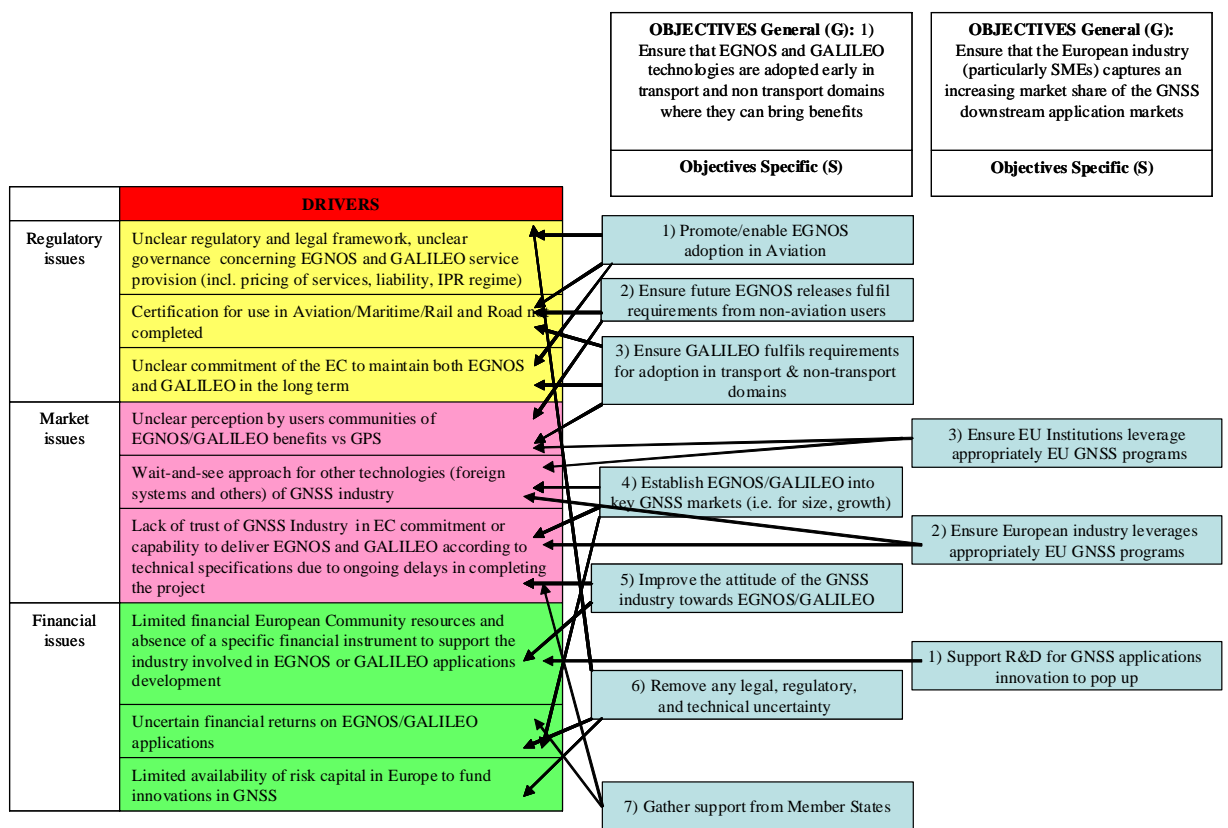 OBJECTIVES General (G): 1)
Ensure that EGNOS and GALILEO
technologies are adopted early in
transport and non transport domains
where they can bring benefits
Objectives Specific (S)
OBJECTIVES General (G):
Ensure that the European industry
(particularly SMEs) captures an
increasing market share of the GNSS
downstream application markets
Objectives Specific (S)
DRIVERS
Regulatory
issues
Unclear regulatory and legal framework, unclear
governance concerning EGNOS and GALILEO service
provision (incl. pricing of services, liability, IPR regime)
Certification for use in Aviation/Maritime/Rail and Road not
completed
Unclear commitment of the EC to maintain both EGNOS
and GALILEO in the long term
Market
issues
Unclear perception by users communities of
EGNOS/GALILEO benefits vs GPS
Wait-and-see approach for other technologies (foreign
systems and others) of GNSS industry
Lack of trust of GNSS Industry in EC commitment or
capability to deliver EGNOS and GALILEO according to
technical specifications due to ongoing delays in completing
the project
Financial
issues
Limited financial European Community resources and
absence of a specific financial instrument to support the
industry involved in EGNOS or GALILEO applications
development
Uncertain financial returns on EGNOS/GALILEO
applications
Limited availability of risk capital in Europe to fund
innovations in GNSS
1) Promote/enable EGNOS
adoption in Aviation
2) Ensure future EGNOS releases fulfil
requirements from non-aviation users
3) Ensure GALILEO fulfils requirements
for adoption in transport & non-transport
domains
4) Establish EGNOS/GALILEO into
key GNSS markets (i.e. for size, growth)
5) Improve the attitude of the GNSS
industry towards EGNOS/GALILEO
6) Remove any legal, regulatory,
and technical uncertainty
7) Gather support from Member States
3) Ensure EU Institutions leverage
appropriately EU GNSS programs
2) Ensure European industry leverages
appropriately EU GNSS programs
1) Support R&D for GNSS applications
innovation to pop up